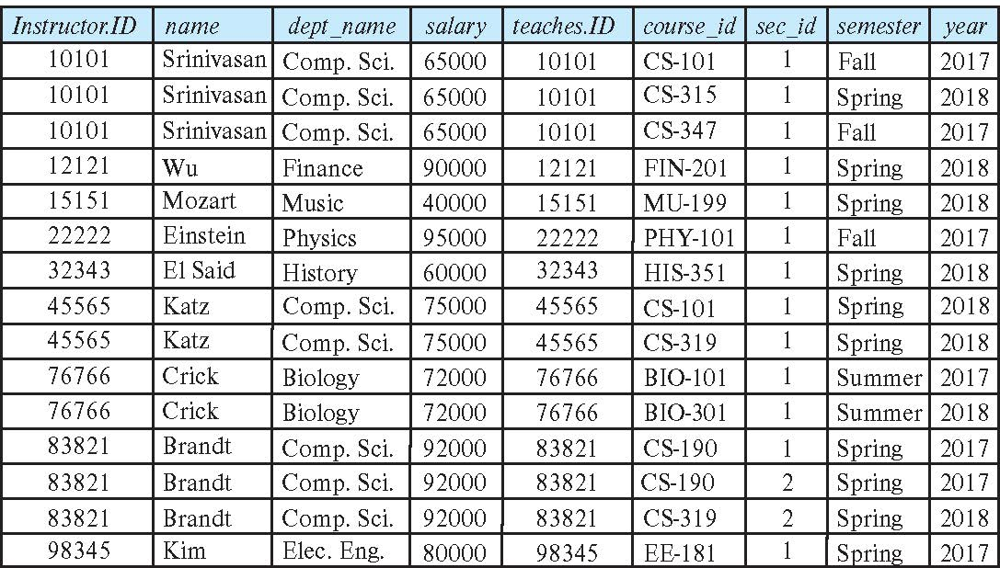 Instructor.ID name dept_name salary teaches.ID course_id sec_id semester year
10101 Srinivasan Comp. Sci. 65000 10101 CS-101 1 Fall 2017
10101 Srinivasan Comp. Sci. 65000 10101 CS-315 1 Spring 2018
10101 Srinivasan Comp. Sci. 65000 10101 CS-347 1 Fall 2017
12121 Wu Finance 90000 12121 FIN-201 1 Spring 2018
15151 Mozart Music 40000 15151 MU-199 1 Spring 2018
22222 Einstein Physics 95000 22222 PHY-101 1 Fall 2017
32343 El Said History 60000 32343 HIS-351 1 Spring 2018
45565 Katz Comp. Sci. 75000 45565 CS-101 1 Spring 2018
45565 Katz Comp. Sci. 75000 45565 CS-319 1 Spring 2018
76766 Crick Biology 72000 76766 BIO-101 1 Summer 2017
76766 Crick Biology 72000 76766 BIO-301 1 Summer 2018
83821 Brandt Comp. Sci. 92000 83821 CS-190 1 Spring 2017
83821 Brandt Comp. Sci. 92000 83821 CS-190 2 Spring 2017
83821 Brandt Comp. Sci. 92000 83821 CS-319 2 Spring 2018
98345 Kim Elec. Eng. 80000 98345 EE-181 1 Spring 2017